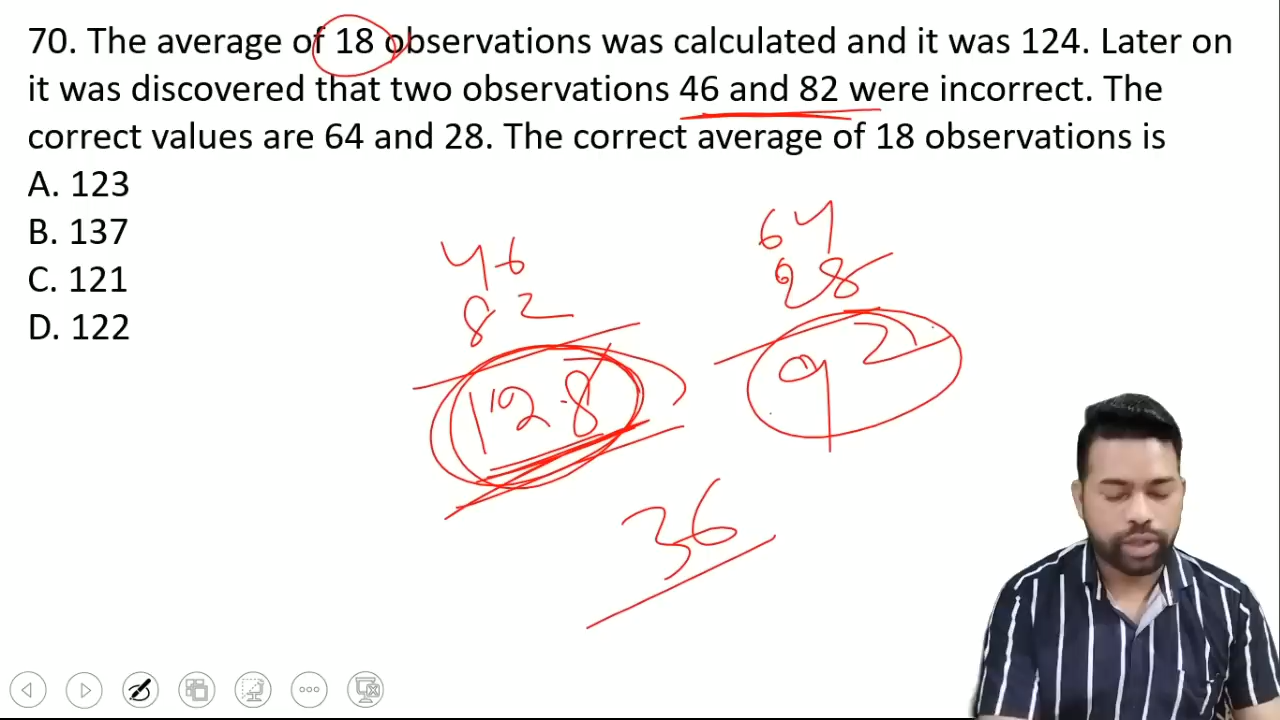 70. The average of 18 observations was calculated and it was 124. Later on
it was discovered that two observations 46 and 82 were incorrect. The
correct values are 64 and 28. The correct average of 18 observations is
A. 123
B. 137
C. 121
D. 122
46
82
128
64
28
92
36